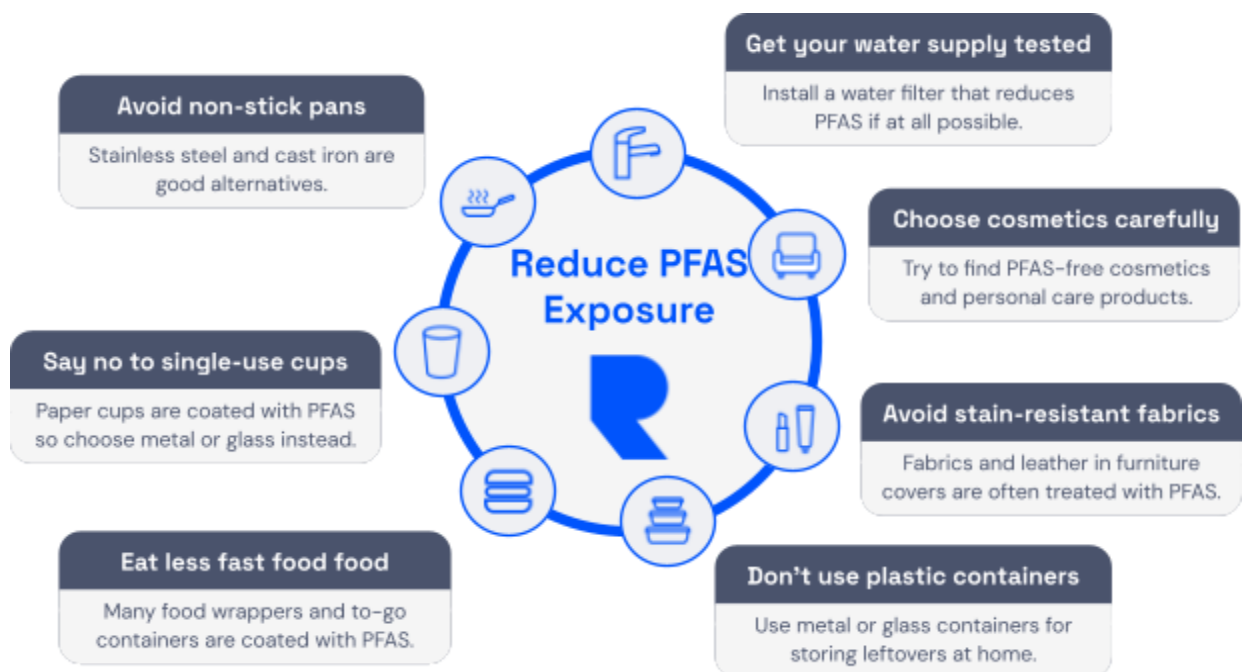 Get your water supply tested
Install a water filter that reduces
PFAS if at all possible.
Avoid non-stick pans
Stainless steel and cast iron are
good alternatives.
Choose cosmetics carefully
Try to find PFAS-free cosmetics
and personal care products.
Reduce PFAS
Exposure
Say no to single-use cups
Paper cups are coated with PFAS
so choose metal or glass instead.
Avoid stain-resistant fabrics
Fabrics and leather in furniture
covers are often treated with PFAS.
Eat less fast food food
Many food wrappers and to-go
containers are coated with PFAS.
Don't use plastic containers
Use metal or glass containers for
storing leftovers at home.